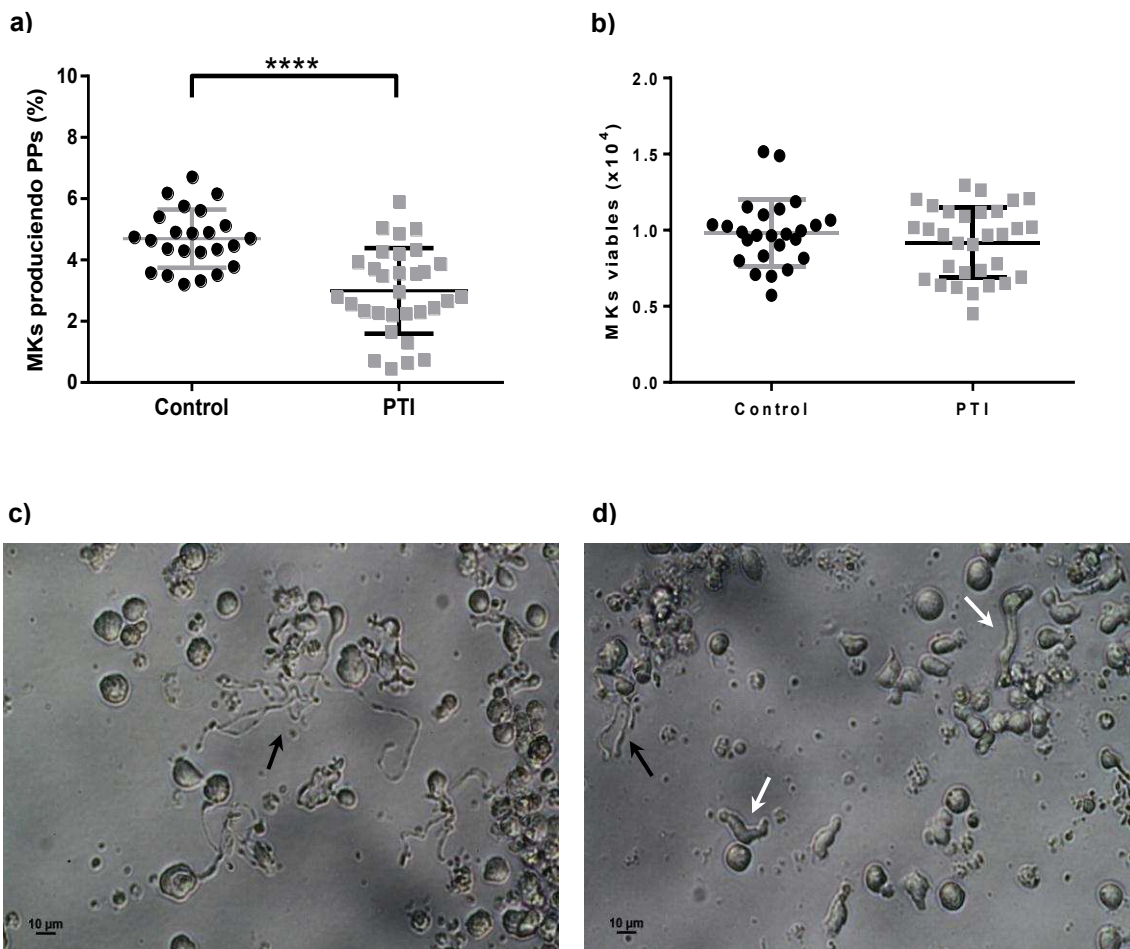 a)
b)
****
MKs produciendo PPs (%)
10
8
6
4
2
0
Control
PTI
MKs viables (x10⁴)
2.0
1.5
1.0
0.5
0.0
Control
PTI
c)
d)
10 µm
10 µm